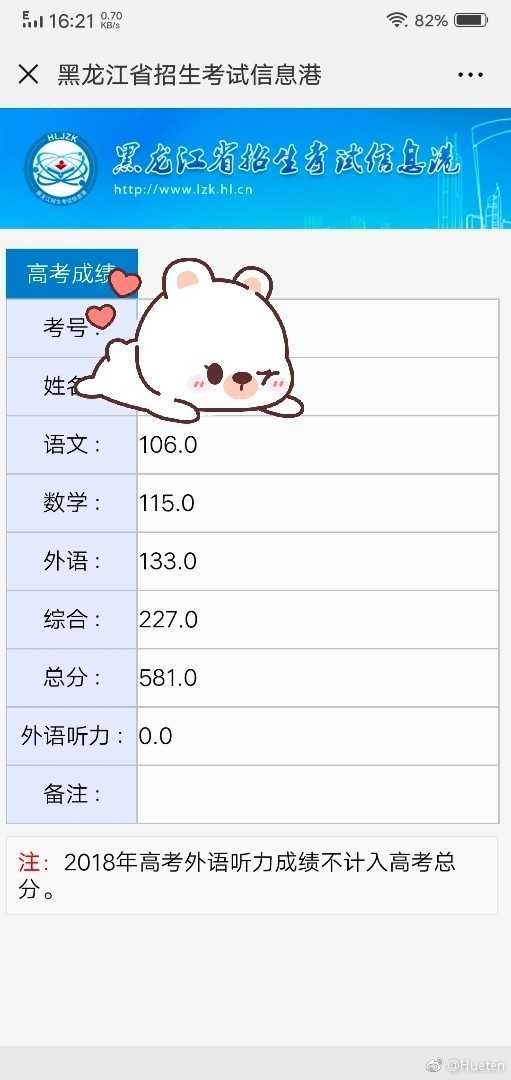 16:21 0.70 KB/s 82%
黑龙江省招生考试信息港
HLJZK
黑龙江省招生考试信息港
http://www.lzk.hl.cn
高考成绩
考号:
姓名
语文: 106.0
数学: 115.0
外语: 133.0
综合: 227.0
总分: 581.0
外语听力: 0.0
备注:
注: 2018年高考外语听力成绩不计入高考总
分。
@Hueten